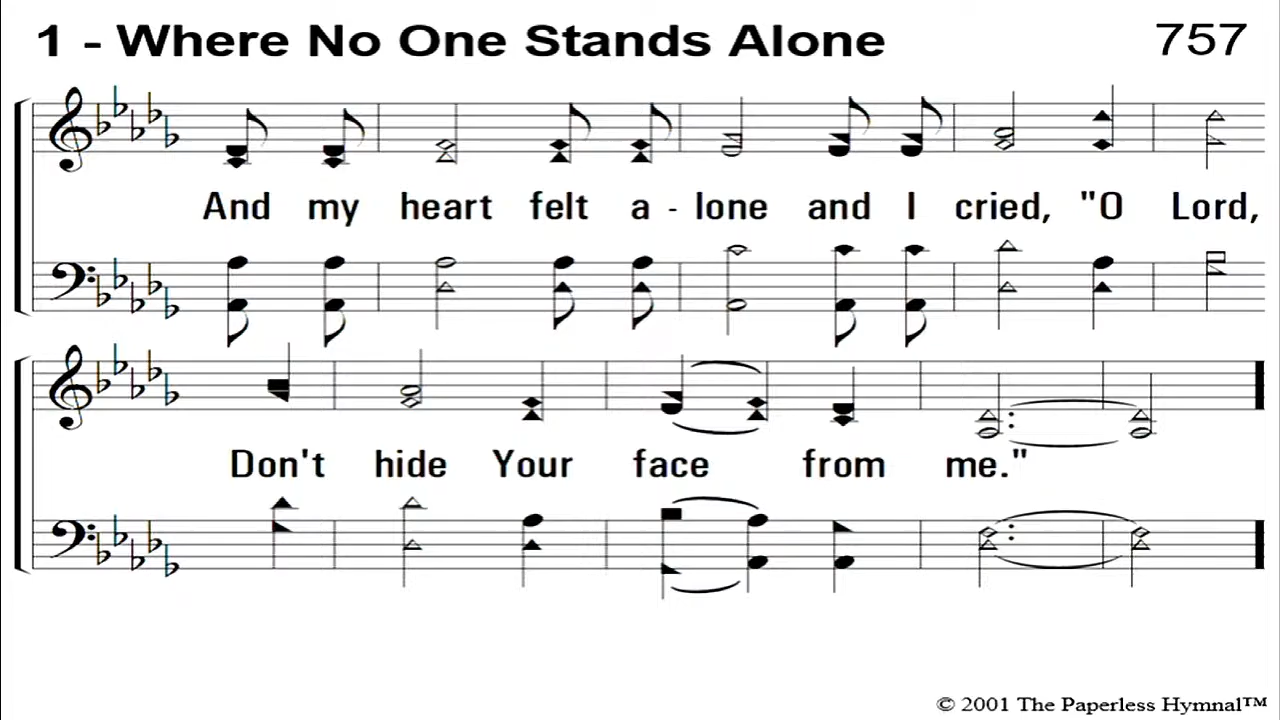 1 - Where No One Stands Alone 757
And my heart felt a - lone and I cried, "O Lord,
Don't hide Your face from me."
© 2001 The Paperless Hymnal™